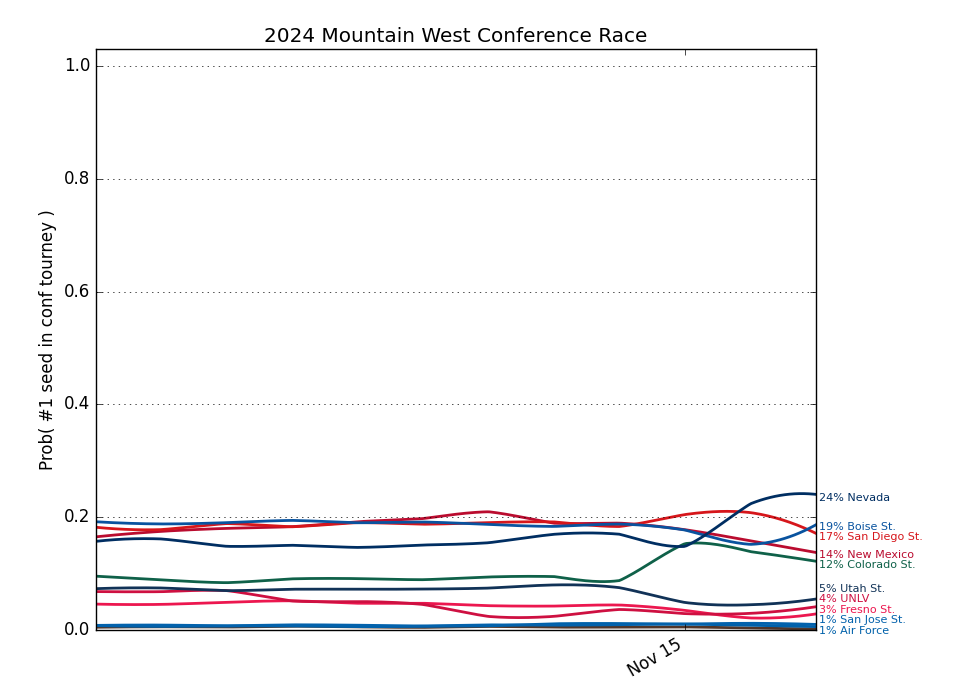 2024 Mountain West Conference Race
Prob( #1 seed in conf tourney )
1.0
0.8
0.6
0.4
0.2
0.0
Nov 15
24% Nevada
19% Boise St.
17% San Diego St.
14% New Mexico
12% Colorado St.
5% Utah St.
4% UNLV
3% Fresno St.
1% San Jose St.
1% Air Force